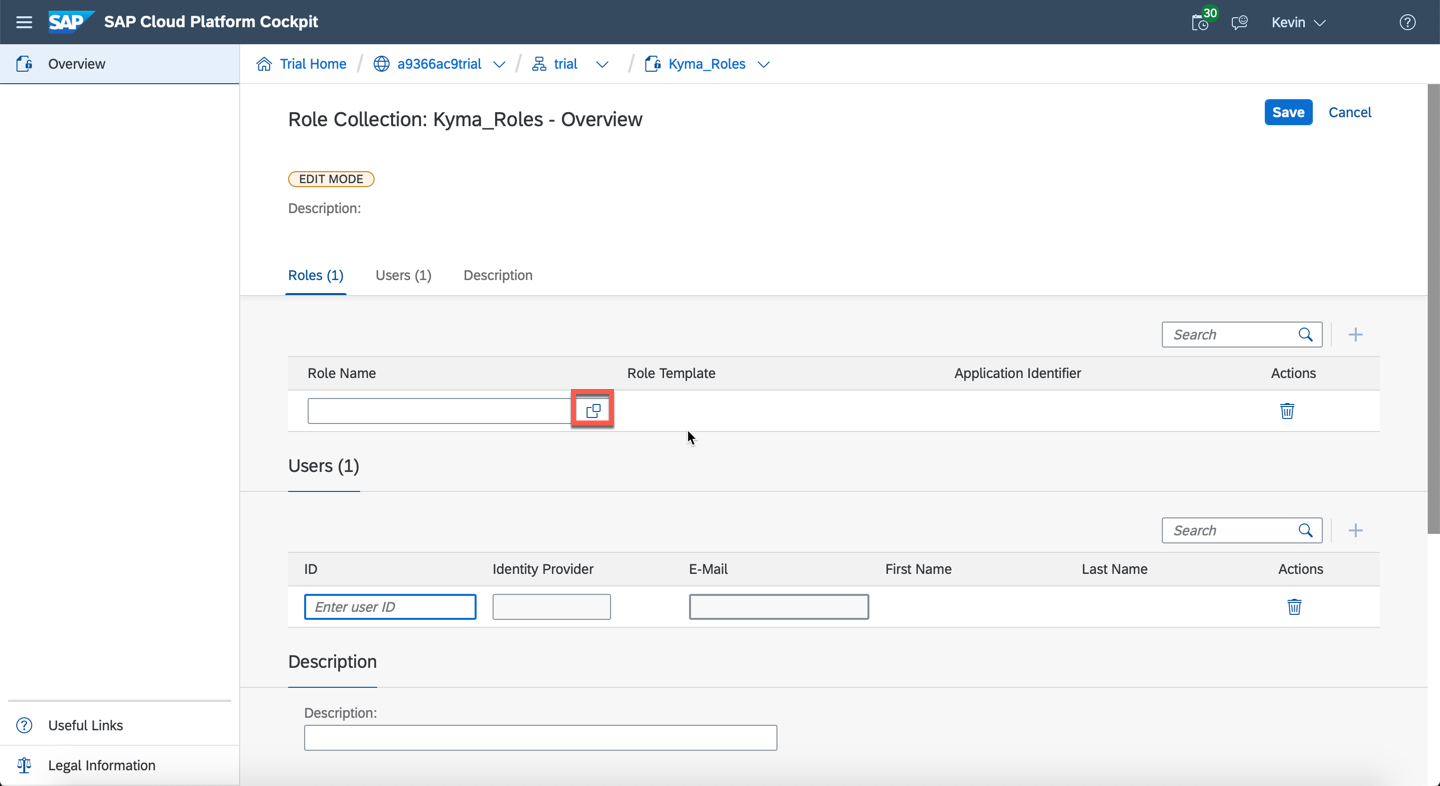 SAP SAP Cloud Platform Cockpit 30 Kevin
Overview
Trial Home / a9366ac9trial / trial / Kyma_Roles
Role Collection: Kyma_Roles - Overview
Save Cancel
EDIT MODE
Description:
Roles (1) Users (1) Description
Search
Role Name Role Template Application Identifier Actions
Users (1)
Search
ID Identity Provider E-Mail First Name Last Name Actions
Enter user ID
Description
Description:
Useful Links
Legal Information